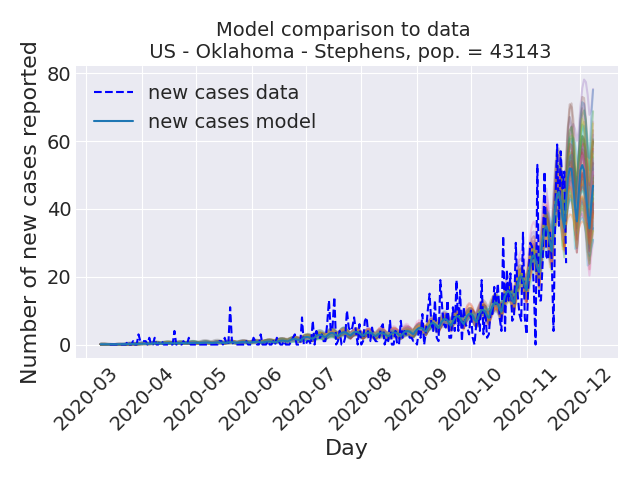 Model comparison to data
US - Oklahoma - Stephens, pop. = 43143
Number of new cases reported
80
60
40
20
0
new cases data
new cases model
2020-03
2020-04
2020-05
2020-06
2020-07
2020-08
2020-09
2020-10
2020-11
2020-12
Day